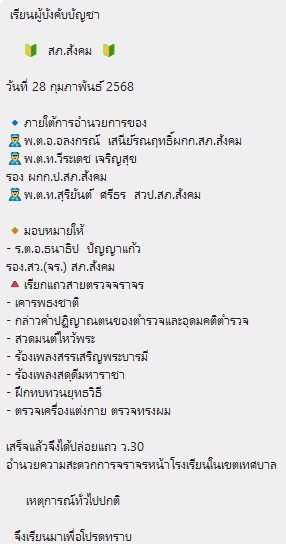 เรียนผู้บังคับบัญชา
🔰 สภ.สังคม 🔰
วันที่ 28 กุมภาพันธ์ 2568
🔹ภายใต้การอำนวยการของ
👮พ.ต.อ.อลงกรณ์ เสนีย์รณฤทธิ์ผกก.สภ.สังคม
👮พ.ต.ท.วีระเดช เจริญสุข
รอง ผกก.ป.สภ.สังคม
👮พ.ต.ท.สุริยันต์ ศรีธร สวป.สภ.สังคม
🔸มอบหมายให้
- ร.ต.อ.ธนาธิป ปัญญาแก้ว
รอง.สว.(จร.) สภ.สังคม
🔺เรียกแถวสายตรวจจราจร
- เคารพธงชาติ
- กล่าวคำปฏิญาณตนของตำรวจและอุดมคติตำรวจ
- สวดมนต์ไหว้พระ
- ร้องเพลงสรรเสริญพระบารมี
- ร้องเพลงสดุดีมหาราชา
- ฝึกทบทวนยุทธวิธี
- ตรวจเครื่องแต่งกาย ตรวจทรงผม
เสร็จแล้วจึงได้ปล่อยแถว ว.30
อำนวยความสะดวกการจราจรหน้าโรงเรียนในเขตเทศบาล
เหตุการณ์ทั่วไปปกติ
จึงเรียนมาเพื่อโปรดทราบ